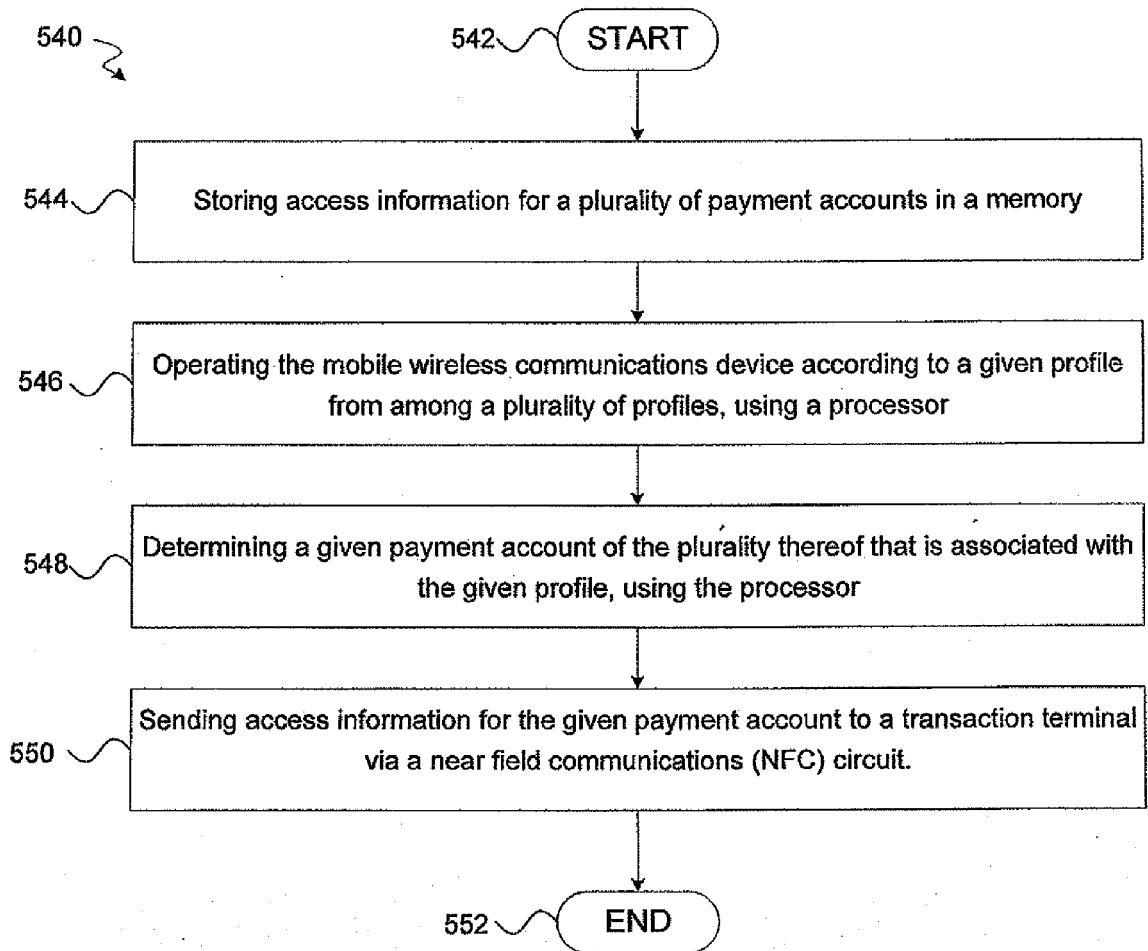 540
542
START
544
Storing access information for a plurality of payment accounts in a memory
546
Operating the mobile wireless communications device according to a given profile
from among a plurality of profiles, using a processor
548
Determining a given payment account of the plurality thereof that is associated with
the given profile, using the processor
550
Sending access information for the given payment account to a transaction terminal
via a near field communications (NFC) circuit.
552
END